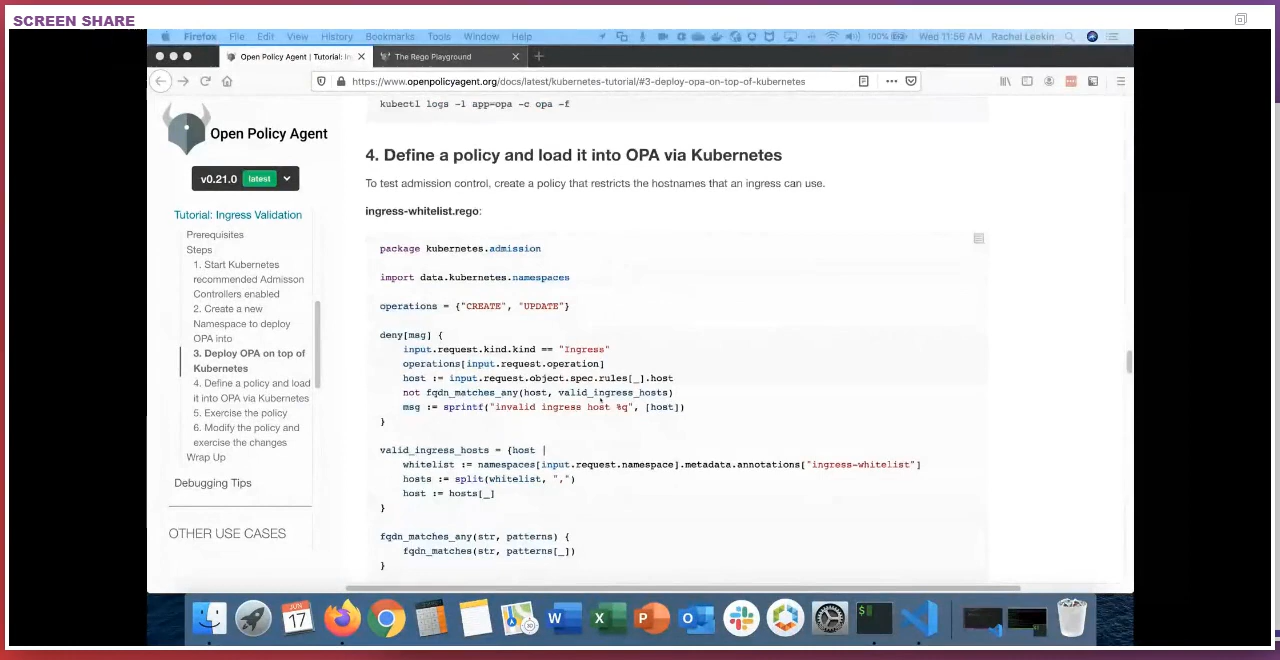 SCREEN SHARE
Firefox File Edit View History Bookmarks Tools Window Help 100% Wed 11:56 AM Rachel Leekin
Open Policy Agent | Tutorial: In
The Rego Playground
https://www.openpolicyagent.org/docs/latest/kubernetes-tutorial/#3-deploy-opa-on-top-of-kubernetes
Open Policy Agent
v0.21.0 latest
Tutorial: Ingress Validation
Prerequisites
Steps
1. Start Kubernetes
recommended Admisson
Controllers enabled
2. Create a new
Namespace to deploy
OPA into
3. Deploy OPA on top of
Kubernetes
4. Define a policy and load
it into OPA via Kubernetes
5. Exercise the policy
6. Modify the policy and
exercise the changes
Wrap Up
Debugging Tips
OTHER USE CASES
kubectl logs -l app=opa -c opa -f
4. Define a policy and load it into OPA via Kubernetes
To test admission control, create a policy that restricts the hostnames that an ingress can use.
ingress-whitelist.rego:
package kubernetes.admission
import data.kubernetes.namespaces
operations = {"CREATE", "UPDATE"}
deny[msg] {
input.request.kind.kind == "Ingress"
operations[input.request.operation]
host := input.request.object.spec.rules[_].host
not fqdn_matches_any(host, valid_ingress_hosts)
msg := sprintf("invalid ingress host %q", [host])
}
valid_ingress_hosts = {host |
whitelist := namespaces[input.request.namespace].metadata.annotations["ingress-whitelist"]
hosts := split(whitelist, ",")
host := hosts[_]
}
fqdn_matches_any(str, patterns) {
fqdn_matches(str, patterns[_])
}
JUN
17
W X P O $